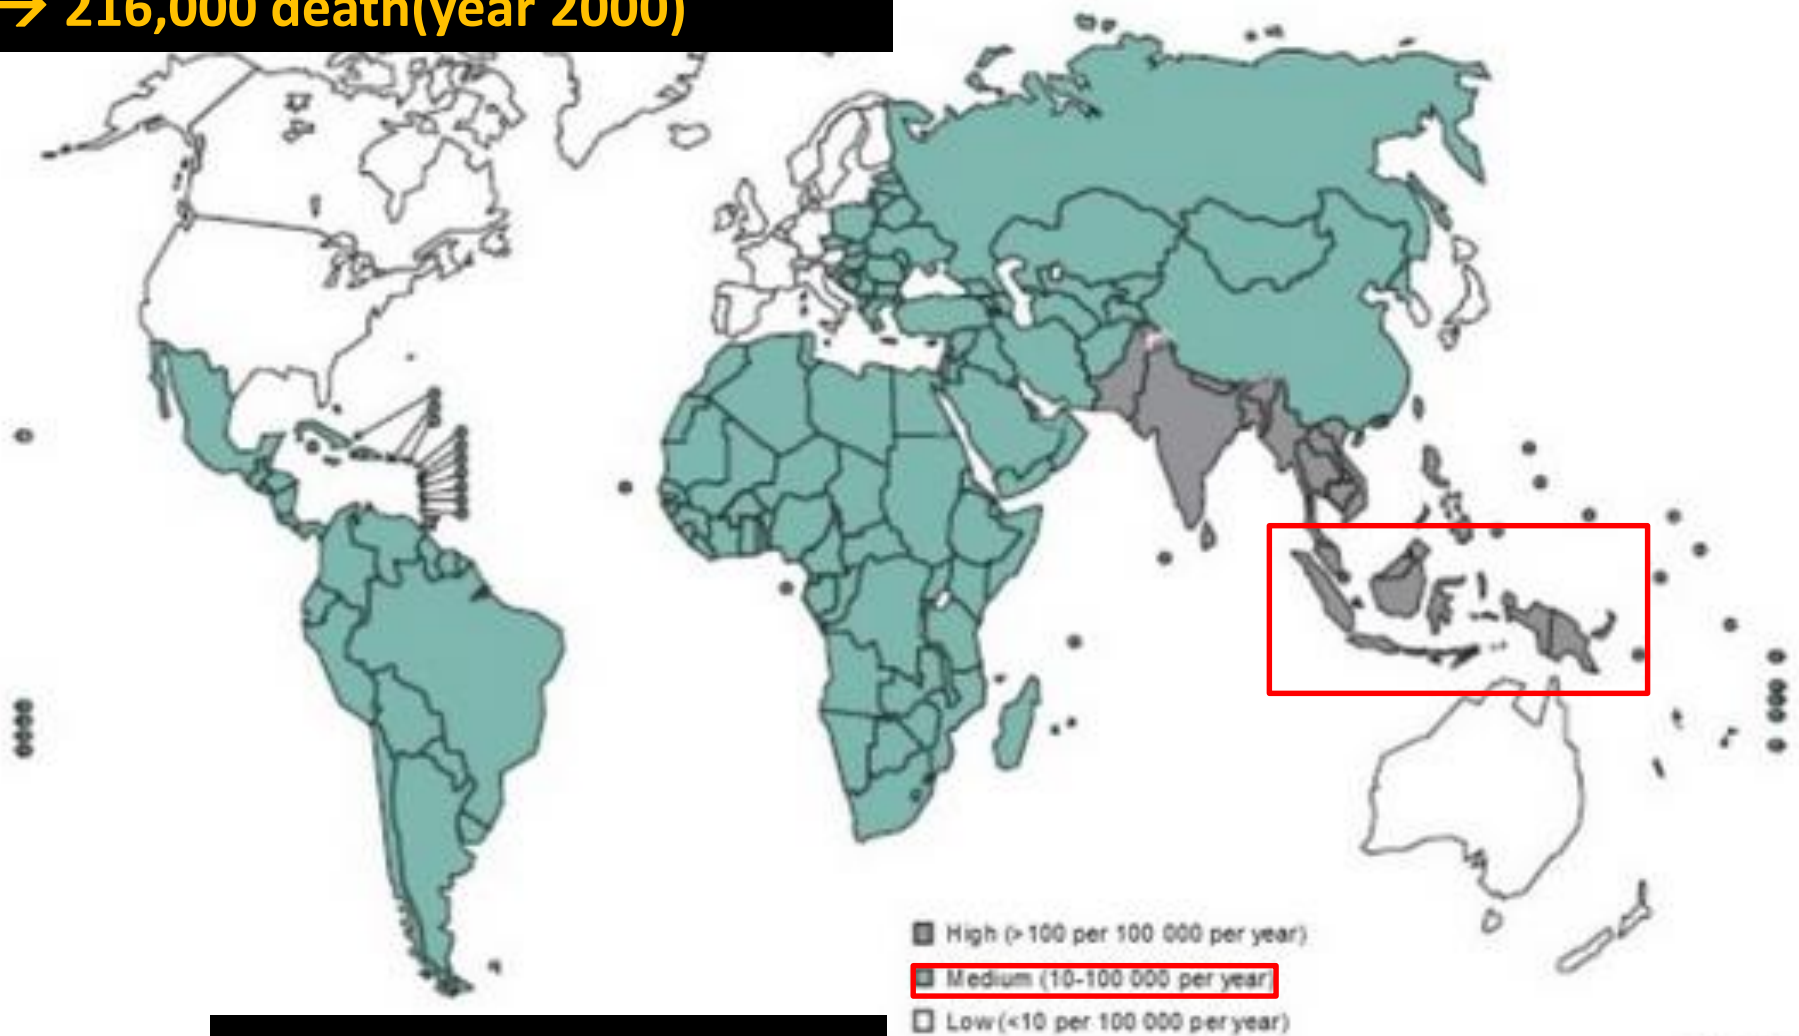 → 216,000 death(year 2000)
High (>100 per 100 000 per year)
Medium (10-100 000 per year)
Low (<10 per 100 000 per year)